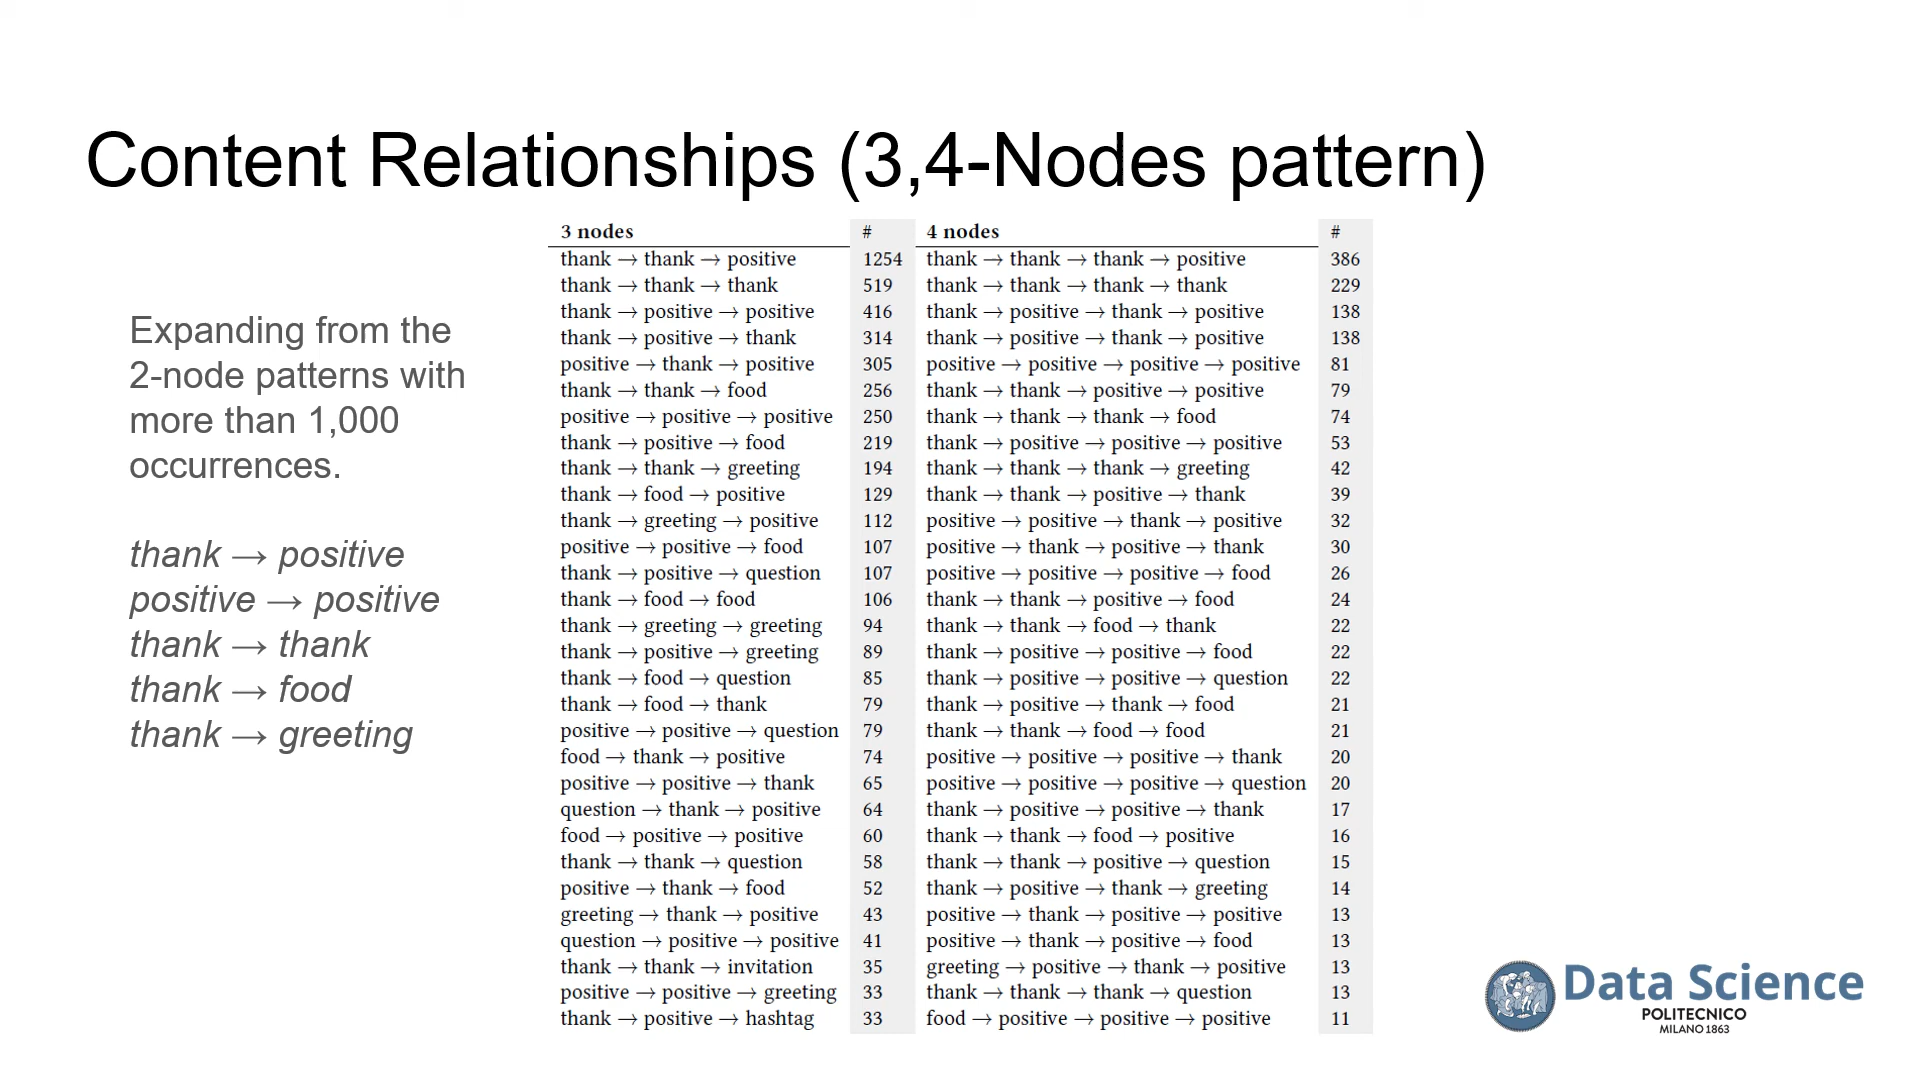 Content Relationships (3,4-Nodes pattern)
Expanding from the
2-node patterns with
more than 1,000
occurrences.
thank → positive
positive → positive
thank → thank
thank → food
thank → greeting
3 nodes # 4 nodes #
thank → thank → positive 1254 thank → thank → thank → positive 386
thank → thank → thank 519 thank → thank → thank → thank 229
thank → positive → positive 416 thank → positive → thank → positive 138
thank → positive → thank 314 thank → positive → thank → positive 138
positive → thank → positive 305 positive → positive → positive → positive 81
thank → thank → food 256 thank → thank → positive → positive 79
positive → positive → positive 250 thank → thank → thank → food 74
thank → positive → food 219 thank → positive → positive → positive 53
thank → thank → greeting 194 thank → thank → thank → greeting 42
thank → food → positive 129 thank → thank → positive → thank 39
thank → greeting → positive 112 positive → positive → thank → positive 32
positive → positive → food 107 positive → thank → positive → thank 30
thank → positive → question 107 positive → positive → positive → food 26
thank → food → food 106 thank → thank → positive → food 24
thank → greeting → greeting 94 thank → thank → food → thank 22
thank → positive → greeting 89 thank → positive → positive → food 22
thank → food → question 85 thank → positive → positive → question 22
thank → food → thank 79 thank → positive → thank → food 21
positive → positive → question 79 thank → thank → food → food 21
food → thank → positive 74 positive → positive → positive → thank 20
positive → positive → thank 65 positive → positive → positive → question 20
question → thank → positive 64 thank → positive → positive → thank 17
food → positive → positive 60 thank → thank → food → positive 16
thank → thank → question 58 thank → thank → positive → question 15
positive → thank → food 52 thank → positive → thank → greeting 14
greeting → thank → positive 43 positive → thank → positive → positive 13
question → positive → positive 41 positive → thank → positive → food 13
thank → thank → invitation 35 greeting → positive → thank → positive 13
positive → positive → greeting 33 thank → thank → thank → question 13
thank → positive → hashtag 33 food → positive → positive → positive 11
Data Science
POLITECNICO
MILANO 1863